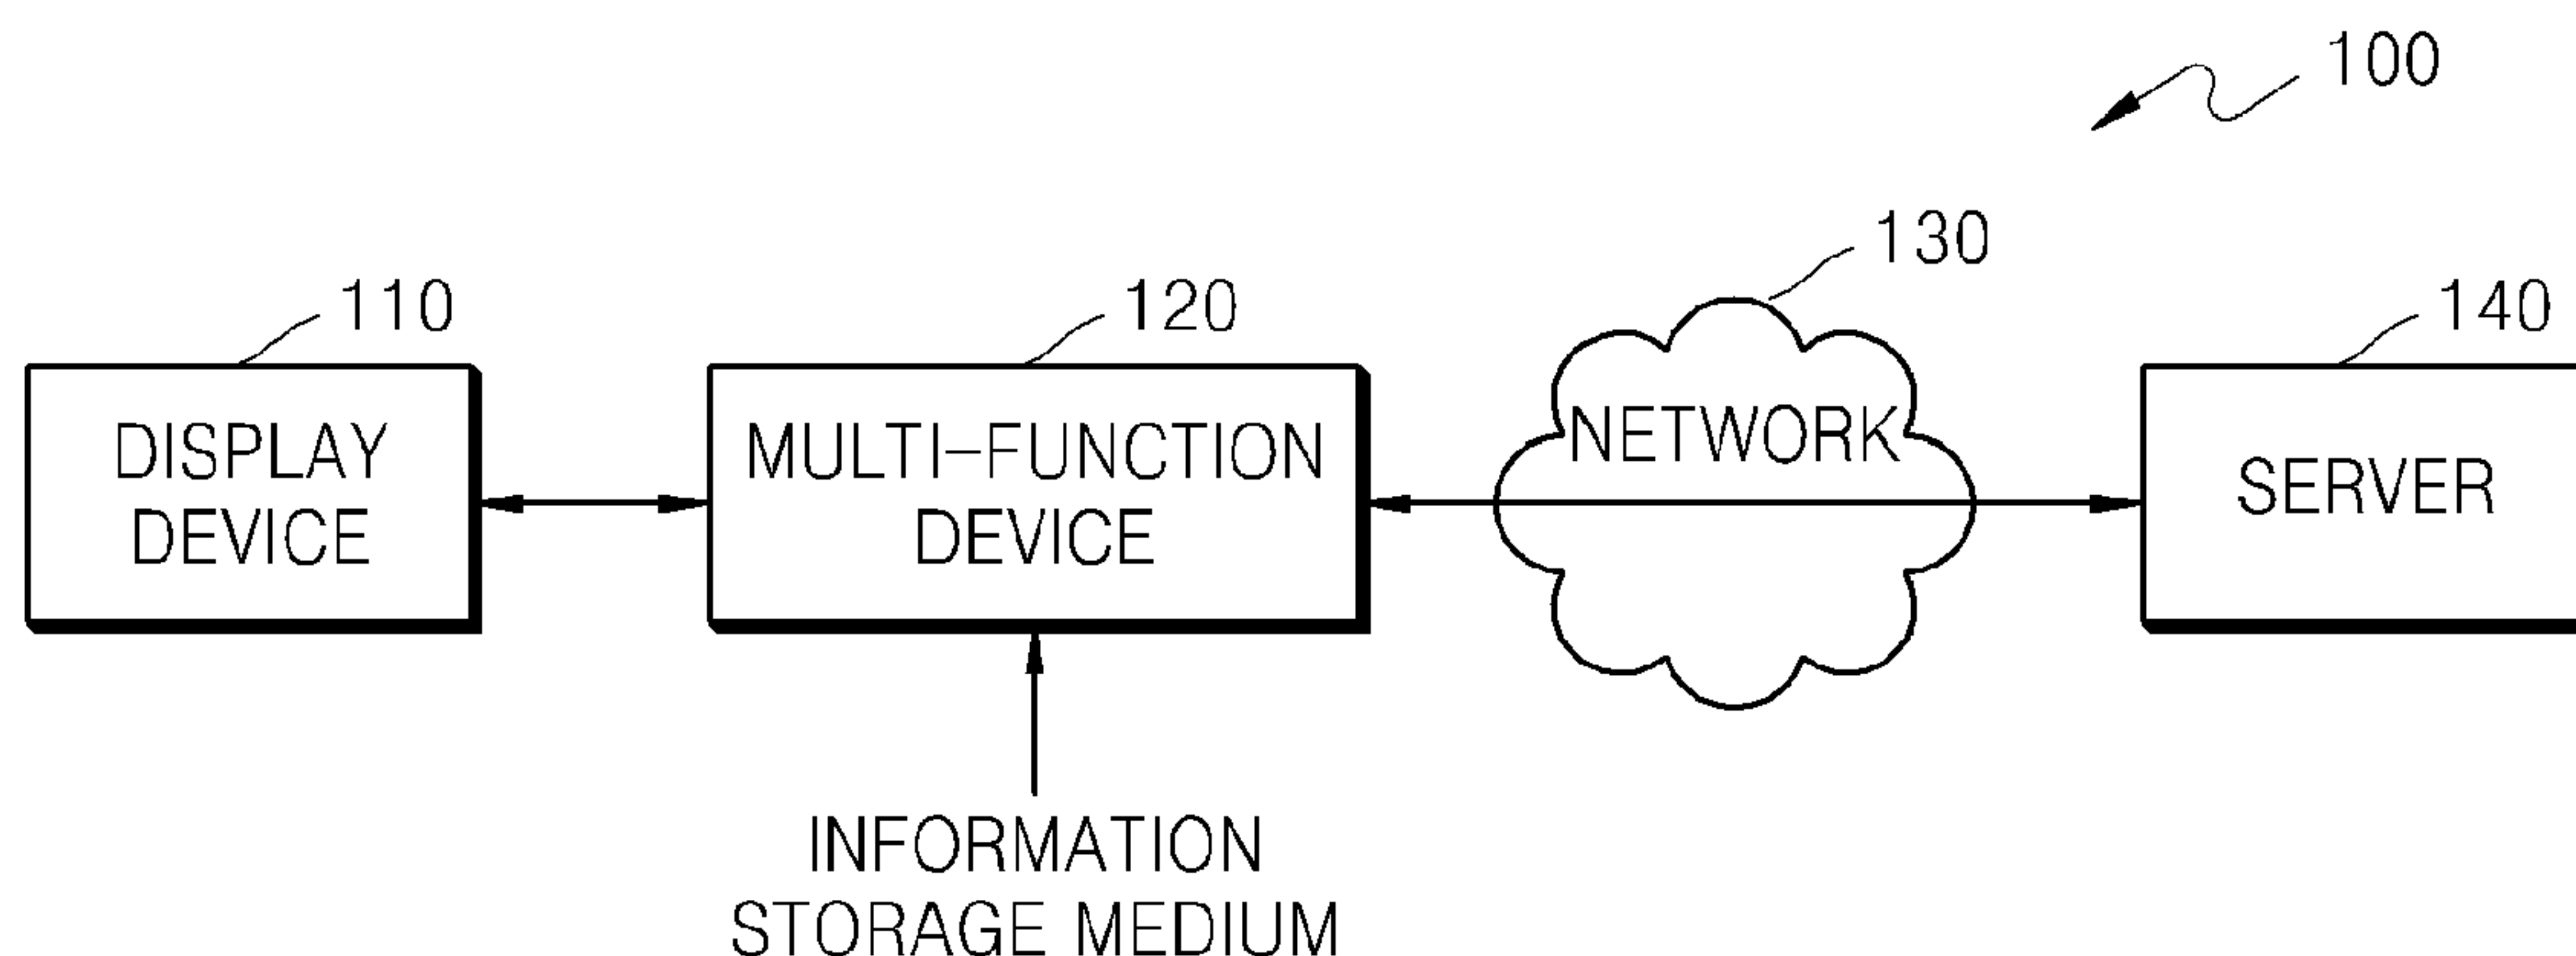 100
130
110
120
140
DISPLAY
DEVICE
MULTI-FUNCTION
DEVICE
NETWORK
SERVER
INFORMATION
STORAGE MEDIUM